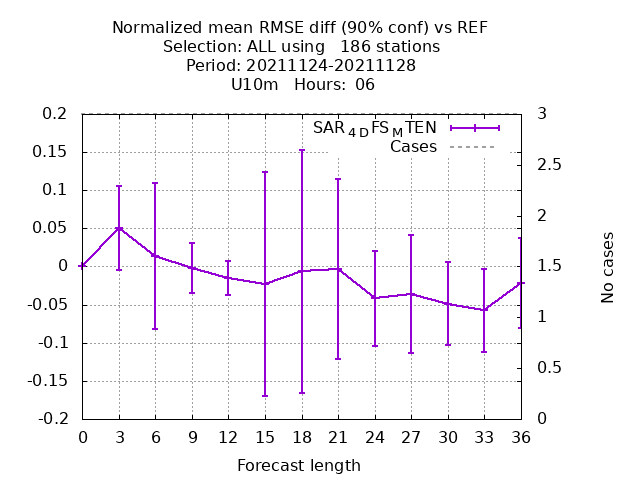 Normalized mean RMSE diff (90% conf) vs REF
Selection: ALL using   186 stations
Period: 20211124-20211128
U10m   Hours:  06
0.2
0.15
0.1
0.05
0
-0.05
-0.1
-0.15
-0.2
SAR4DFSMTEN
Cases
3
2.5
2
1.5
1
0.5
0
No cases
0 3 6 9 12 15 18 21 24 27 30 33 36
Forecast length